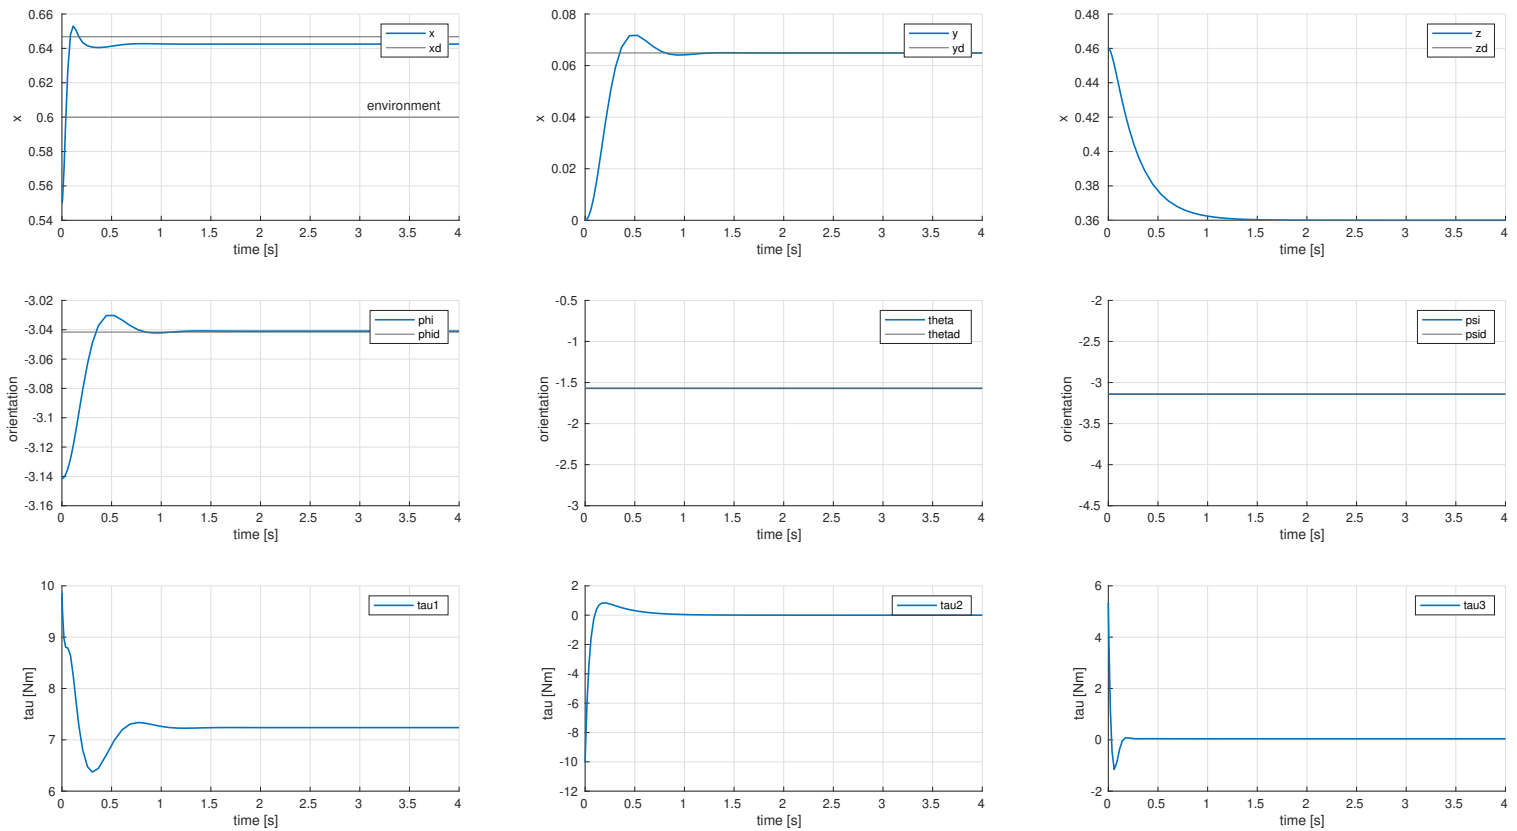 0.66
0.64
0.62
0.6
0.58
0.56
0.54
x
0 0.5 1 1.5 2 2.5 3 3.5 4
time [s]
x
xd
environment
0.08
0.06
0.04
0.02
0
x
0 0.5 1 1.5 2 2.5 3 3.5 4
time [s]
y
yd
0.48
0.46
0.44
0.42
0.4
0.38
0.36
x
0 0.5 1 1.5 2 2.5 3 3.5 4
time [s]
z
zd
-3.02
-3.04
-3.06
-3.08
-3.1
-3.12
-3.14
-3.16
orientation
0 0.5 1 1.5 2 2.5 3 3.5 4
time [s]
phi
phid
-0.5
-1
-1.5
-2
-2.5
-3
orientation
0 0.5 1 1.5 2 2.5 3 3.5 4
time [s]
theta
thetad
-2
-2.5
-3
-3.5
-4
-4.5
orientation
0 0.5 1 1.5 2 2.5 3 3.5 4
time [s]
psi
psid
10
9
8
7
6
tau [Nm]
0 0.5 1 1.5 2 2.5 3 3.5 4
time [s]
tau1
2
0
-2
-4
-6
-8
-10
-12
tau [Nm]
0 0.5 1 1.5 2 2.5 3 3.5 4
time [s]
tau2
6
4
2
0
-2
tau [Nm]
0 0.5 1 1.5 2 2.5 3 3.5 4
time [s]
tau3